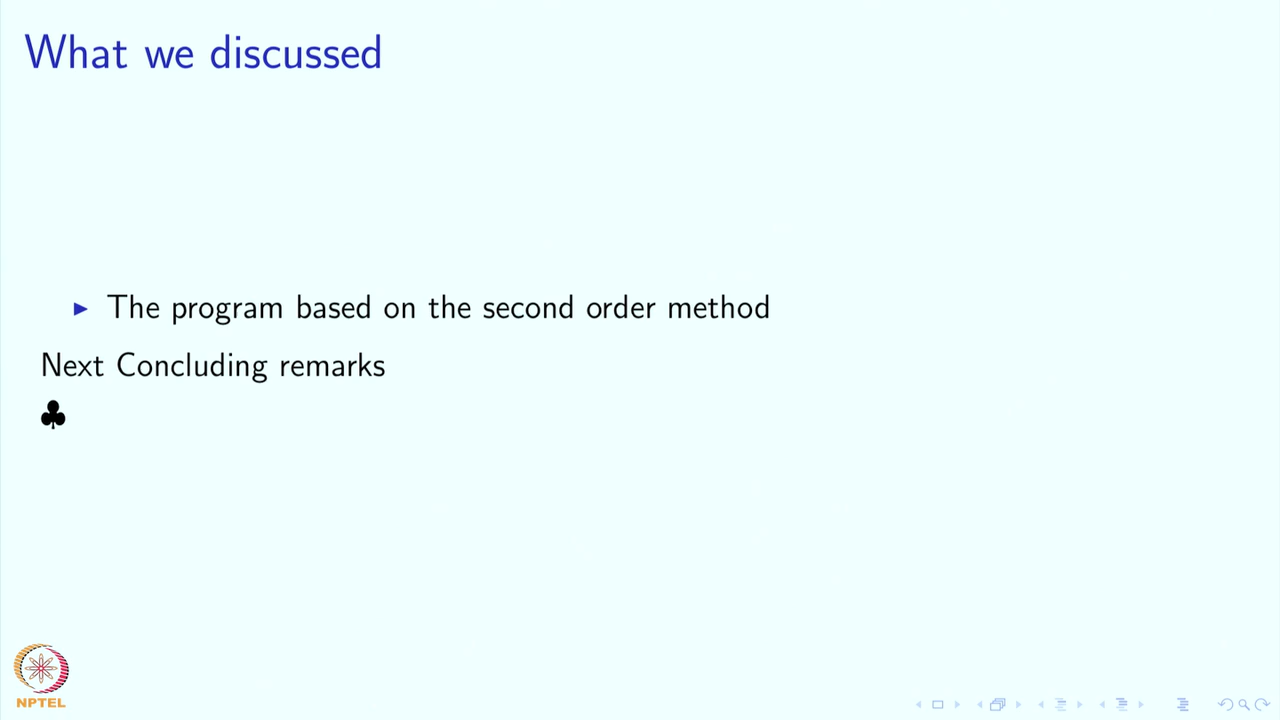 What we discussed
The program based on the second order method
Next Concluding remarks
NPTEL